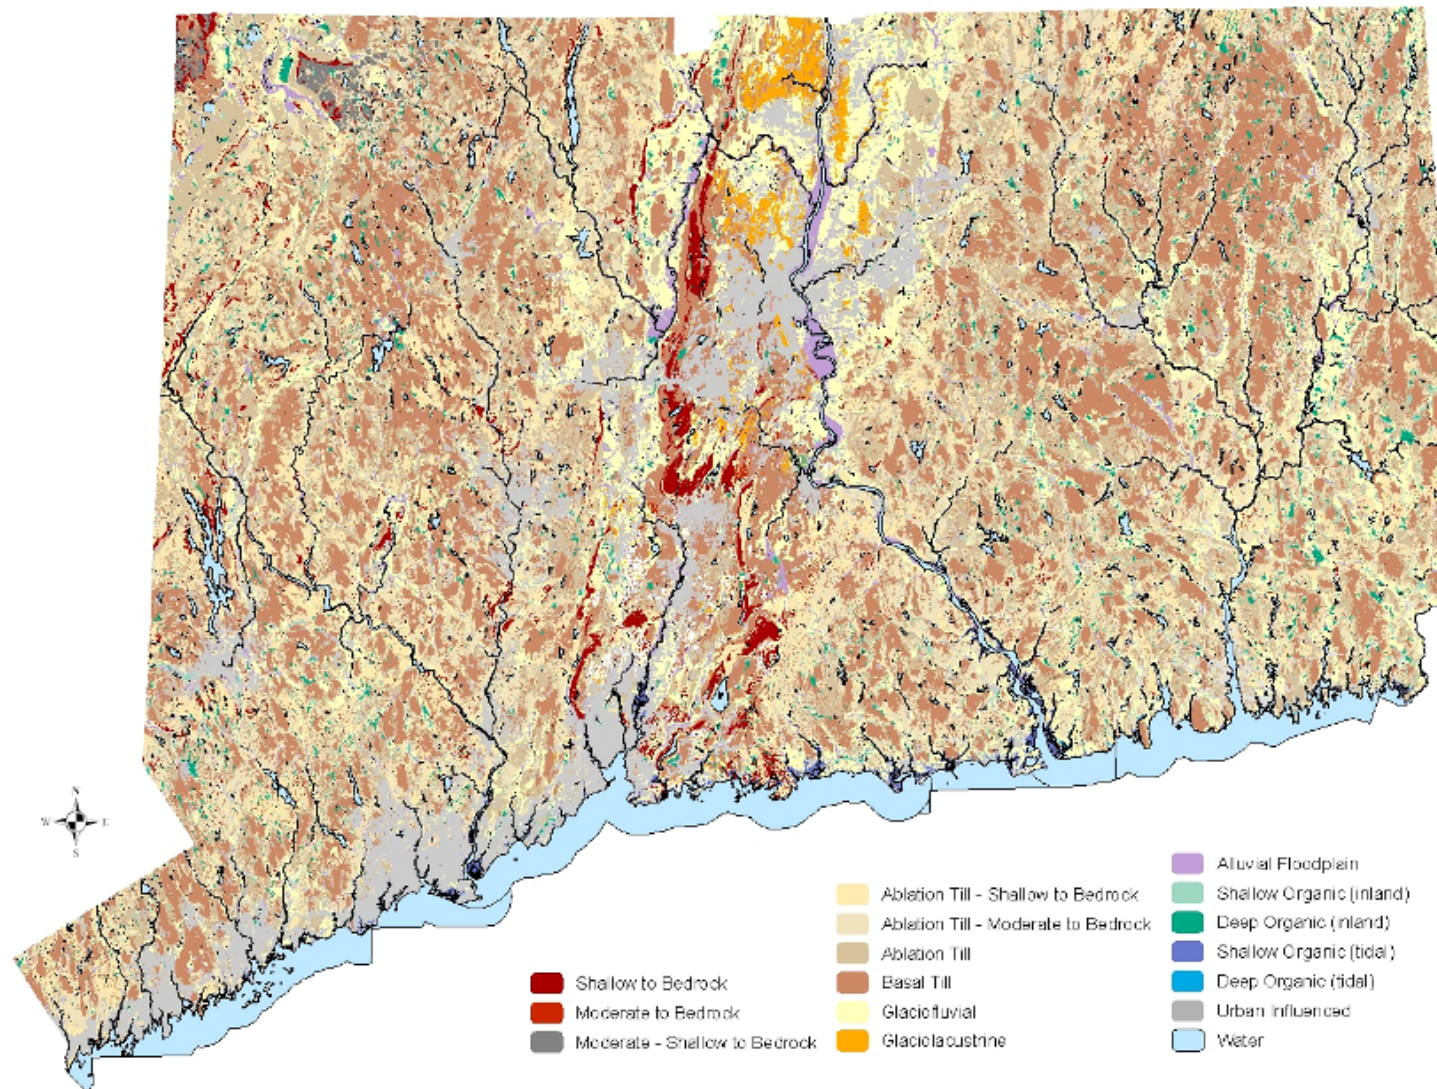 N
W E
S
Shallow to Bedrock
Moderate to Bedrock
Moderate - Shallow to Bedrock
Ablation Till - Shallow to Bedrock
Ablation Till - Moderate to Bedrock
Ablation Till
Basal Till
Glaciofluvial
Glaciolacustrine
Alluvial Floodplain
Shallow Organic (inland)
Deep Organic (inland)
Shallow Organic (tidal)
Deep Organic (tidal)
Urban Influenced
Water